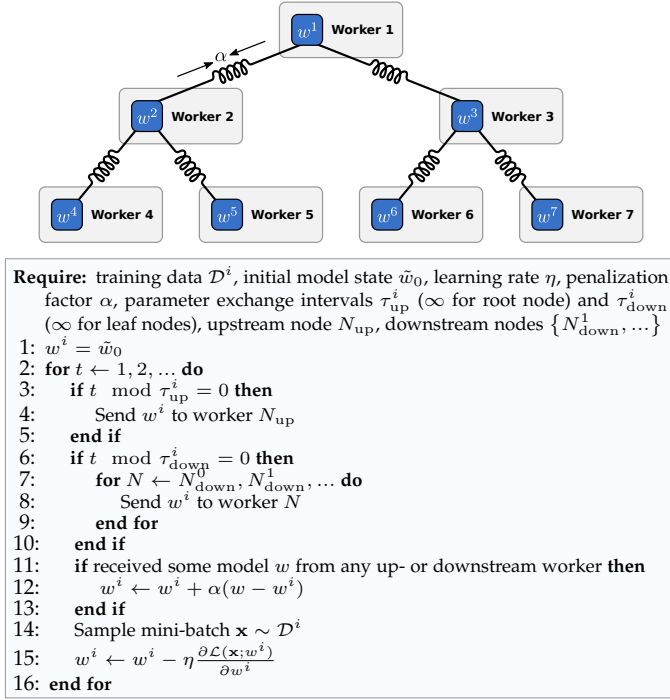 w¹ Worker 1
α
w² Worker 2
w³ Worker 3
w⁴ Worker 4
w⁵ Worker 5
w⁶ Worker 6
w⁷ Worker 7
Require: training data 𝒟ⁱ, initial model state w̃₀, learning rate η, penalization
factor α, parameter exchange intervals τⁱ_up (∞ for root node) and τⁱ_down
(∞ for leaf nodes), upstream node N_up, downstream nodes {N¹_down, ...}
1: wⁱ = w̃₀
2: for t ← 1, 2, ... do
3: if t mod τⁱ_up = 0 then
4: Send wⁱ to worker N_up
5: end if
6: if t mod τⁱ_down = 0 then
7: for N ← N⁰_down, N¹_down, ... do
8: Send wⁱ to worker N
9: end for
10: end if
11: if received some model w from any up- or downstream worker then
12: wⁱ ← wⁱ + α(w − wⁱ)
13: end if
14: Sample mini-batch x ∼ 𝒟ⁱ
15: wⁱ ← wⁱ − η ∂ℒ(x;wⁱ)/∂wⁱ
16: end for